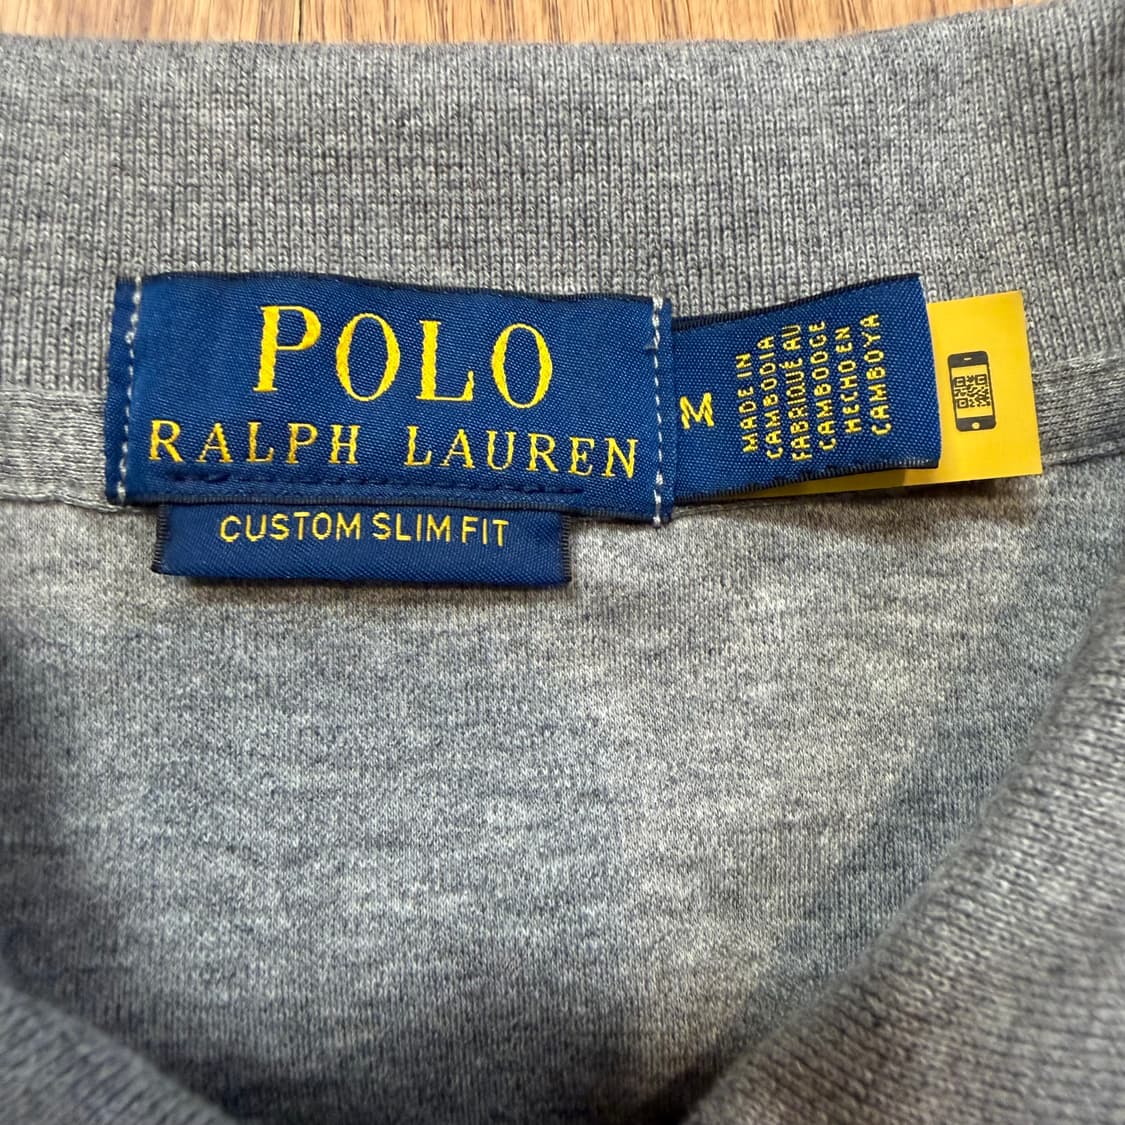 POLO
RALPH LAUREN
CUSTOM SLIM FIT
M
MADE IN
CAMBODIA
FABRIQUÉ AU
CAMBODGE
HECHO EN
CAMBOYA